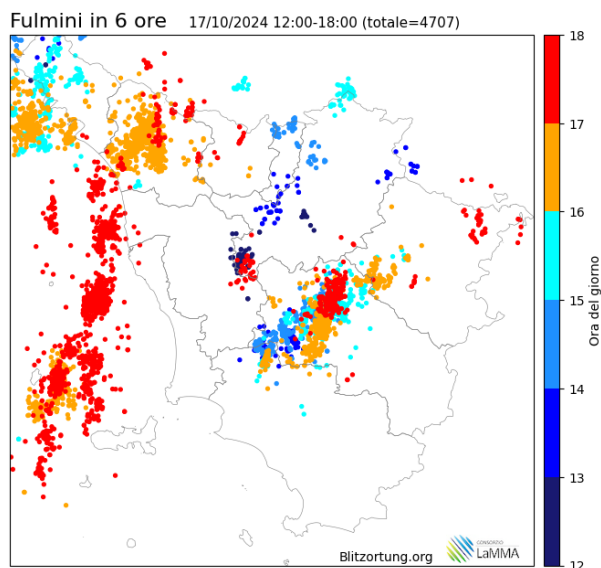 Fulmini in 6 ore 17/10/2024 12:00-18:00 (totale=4707)
18
17
16
15
14
13
12
Ora del giorno
Blitzortung.org
CONSORZIO
LaMMA